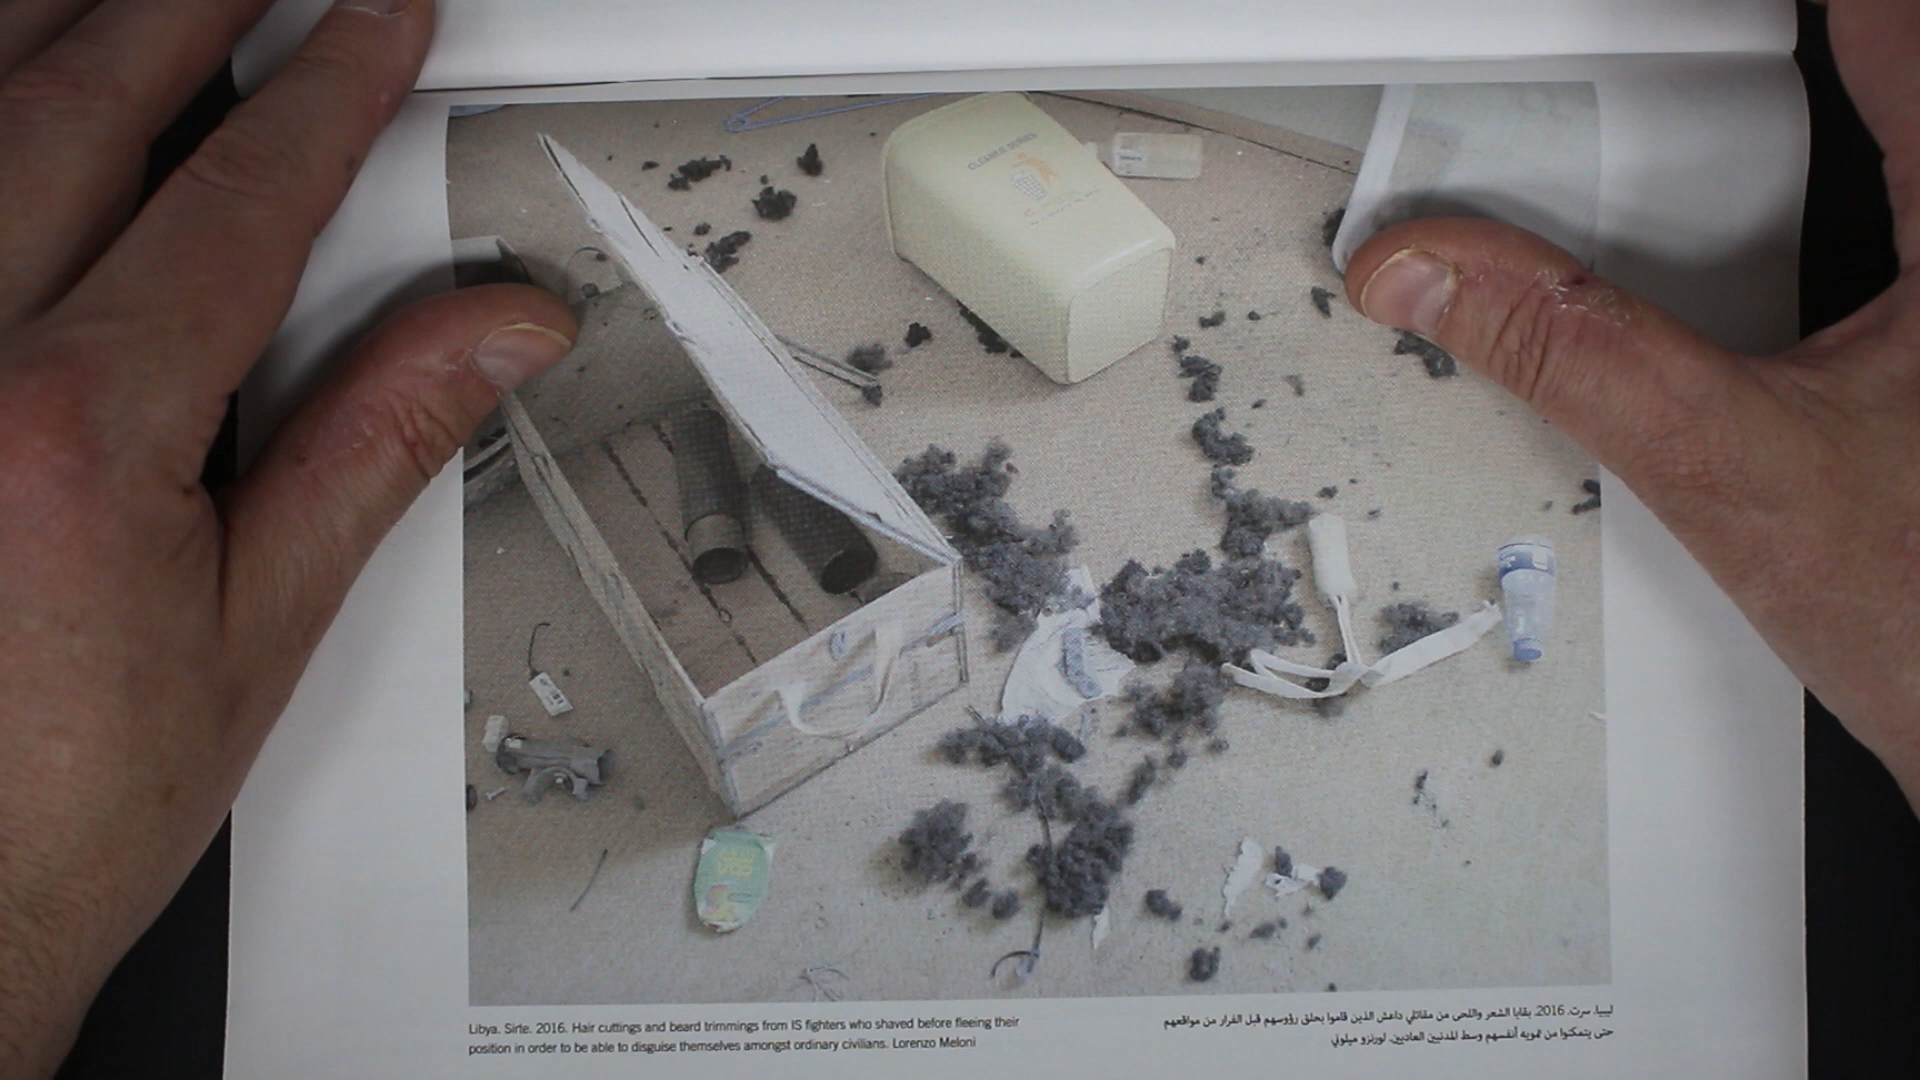 CLEANER SERIES
Libya. Sirte. 2016. Hair cuttings and beard trimmings from IS fighters who shaved before fleeing their
position in order to be able to disguise themselves amongst ordinary civilians. Lorenzo Meloni
ليبيا. سرت. 2016. بقايا الشعر واللحى من مقاتلي داعش الذين قاموا بحلق رؤوسهم قبل الفرار من مواقعهم
حتى يتمكنوا من تمويه أنفسهم وسط المدنيين العاديين. لورنزو ميلوني